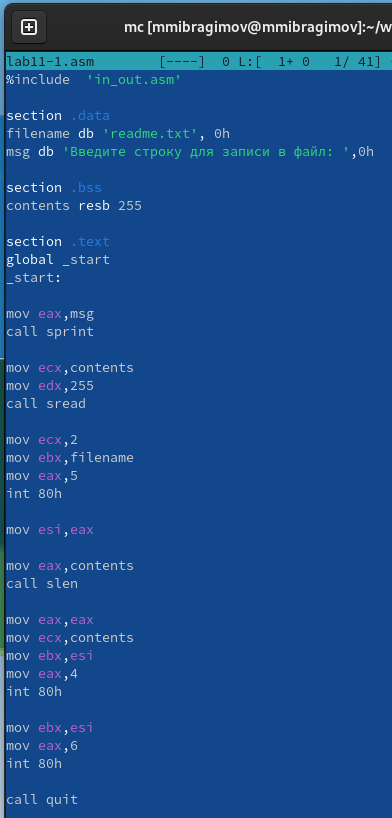 mc [mmibragimov@mmibragimov]:~/w
lab11-1.asm [----] 0 L:[ 1+ 0 1/ 41]
%include 'in_out.asm'
section .data
filename db 'readme.txt', 0h
msg db 'Введите строку для записи в файл: ',0h
section .bss
contents resb 255
section .text
global _start
_start:
mov eax,msg
call sprint
mov ecx,contents
mov edx,255
call sread
mov ecx,2
mov ebx,filename
mov eax,5
int 80h
mov esi,eax
mov eax,contents
call slen
mov eax,eax
mov ecx,contents
mov ebx,esi
mov eax,4
int 80h
mov ebx,esi
mov eax,6
int 80h
call quit